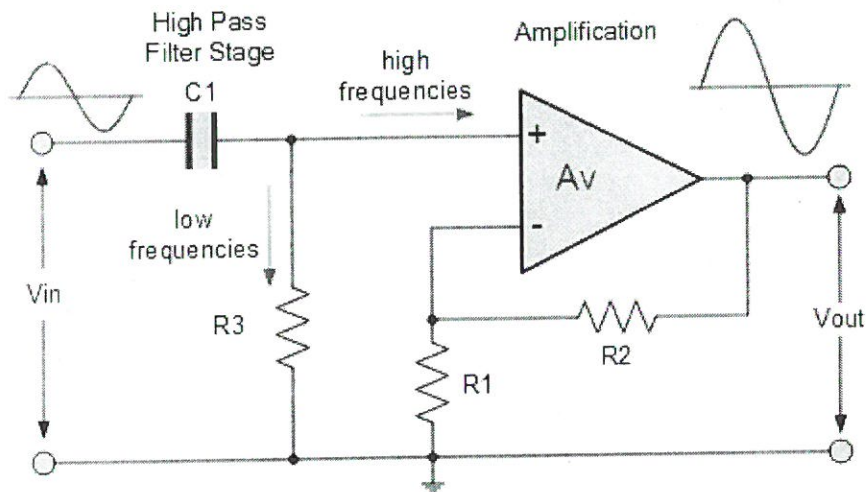 High Pass
Filter Stage
C1
high
frequencies
Amplification
+
Av
-
low
frequencies
Vin
R3
R1
R2
Vout